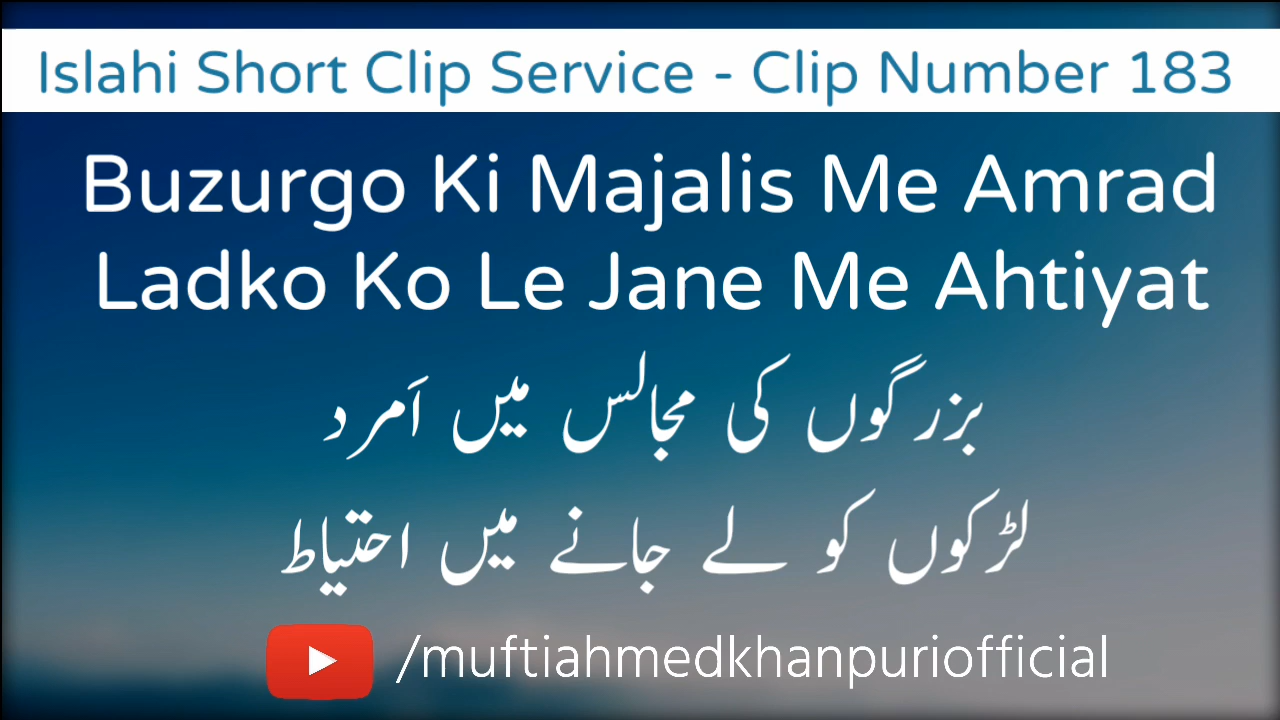 Islahi Short Clip Service - Clip Number 183
Buzurgo Ki Majalis Me Amrad
Ladko Ko Le Jane Me Ahtiyat
بزرگوں کی مجالس میں اَمرد
لڑکوں کو لے جانے میں احتیاط
/muftiahmedkhanpuriofficial